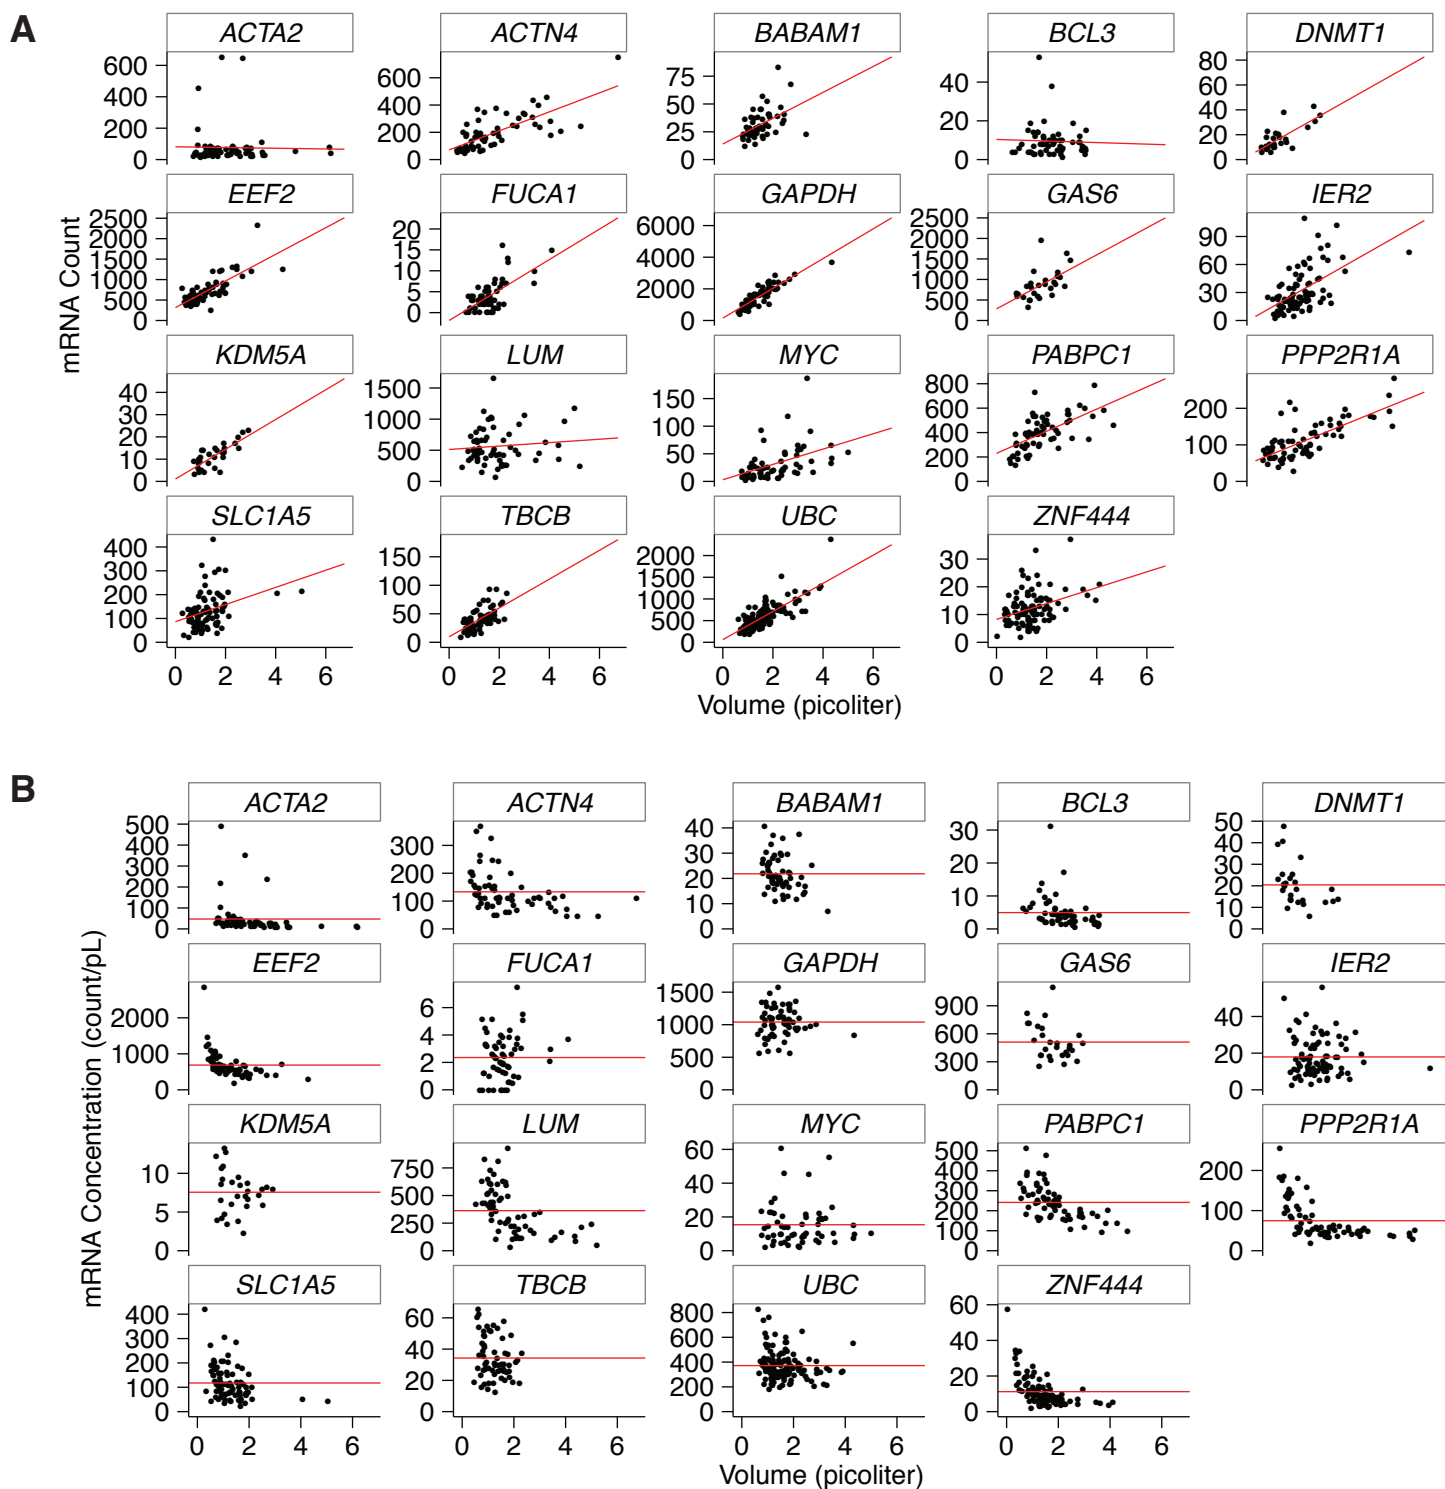 A
ACTA2 ACTN4 BABAM1 BCL3 DNMT1
600 400 200 0
600 400 200 0
75 50 25 0
40 20 0
80 60 40 20 0
EEF2 FUCA1 GAPDH GAS6 IER2
2500 2000 1500 1000 500 0
20 15 10 5 0
6000 4000 2000 0
2500 2000 1500 1000 500 0
90 60 30 0
mRNA Count
KDM5A LUM MYC PABPC1 PPP2R1A
40 30 20 10 0
1500 1000 500 0
150 100 50 0
800 600 400 200 0
200 100 0
SLC1A5 TBCB UBC ZNF444
400 300 200 100 0
150 100 50 0
2000 1500 1000 500 0
30 20 10 0
0 2 4 6 0 2 4 6 0 2 4 6 0 2 4 6
Volume (picoliter)
B
ACTA2 ACTN4 BABAM1 BCL3 DNMT1
500 400 300 200 100 0
300 200 100 0
40 30 20 10 0
30 20 10 0
50 40 30 20 10 0
EEF2 FUCA1 GAPDH GAS6 IER2
2000 1000 0
6 4 2 0
1500 1000 500 0
900 600 300 0
40 20 0
mRNA Concentration (count/pL)
KDM5A LUM MYC PABPC1 PPP2R1A
10 5 0
750 500 250 0
60 40 20 0
500 400 300 200 100 0
200 100 0
SLC1A5 TBCB UBC ZNF444
400 300 200 100 0
60 40 20 0
800 600 400 200 0
60 40 20 0
0 2 4 6 0 2 4 6 0 2 4 6 0 2 4 6
Volume (picoliter)